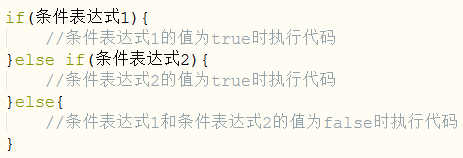 if(条件表达式1){
    //条件表达式1的值为true时执行代码
}else if(条件表达式2){
    //条件表达式2的值为true时执行代码
}else{
    //条件表达式1和条件表达式2的值为false时执行代码
}